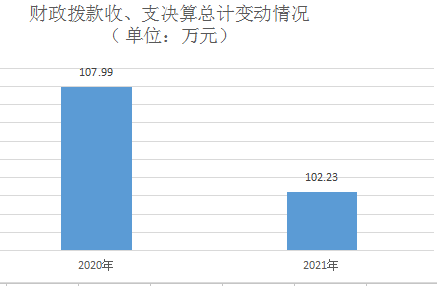 财政拨款收、支决算总计变动情况
（单位：万元）
107.99
102.23
2020年
2021年